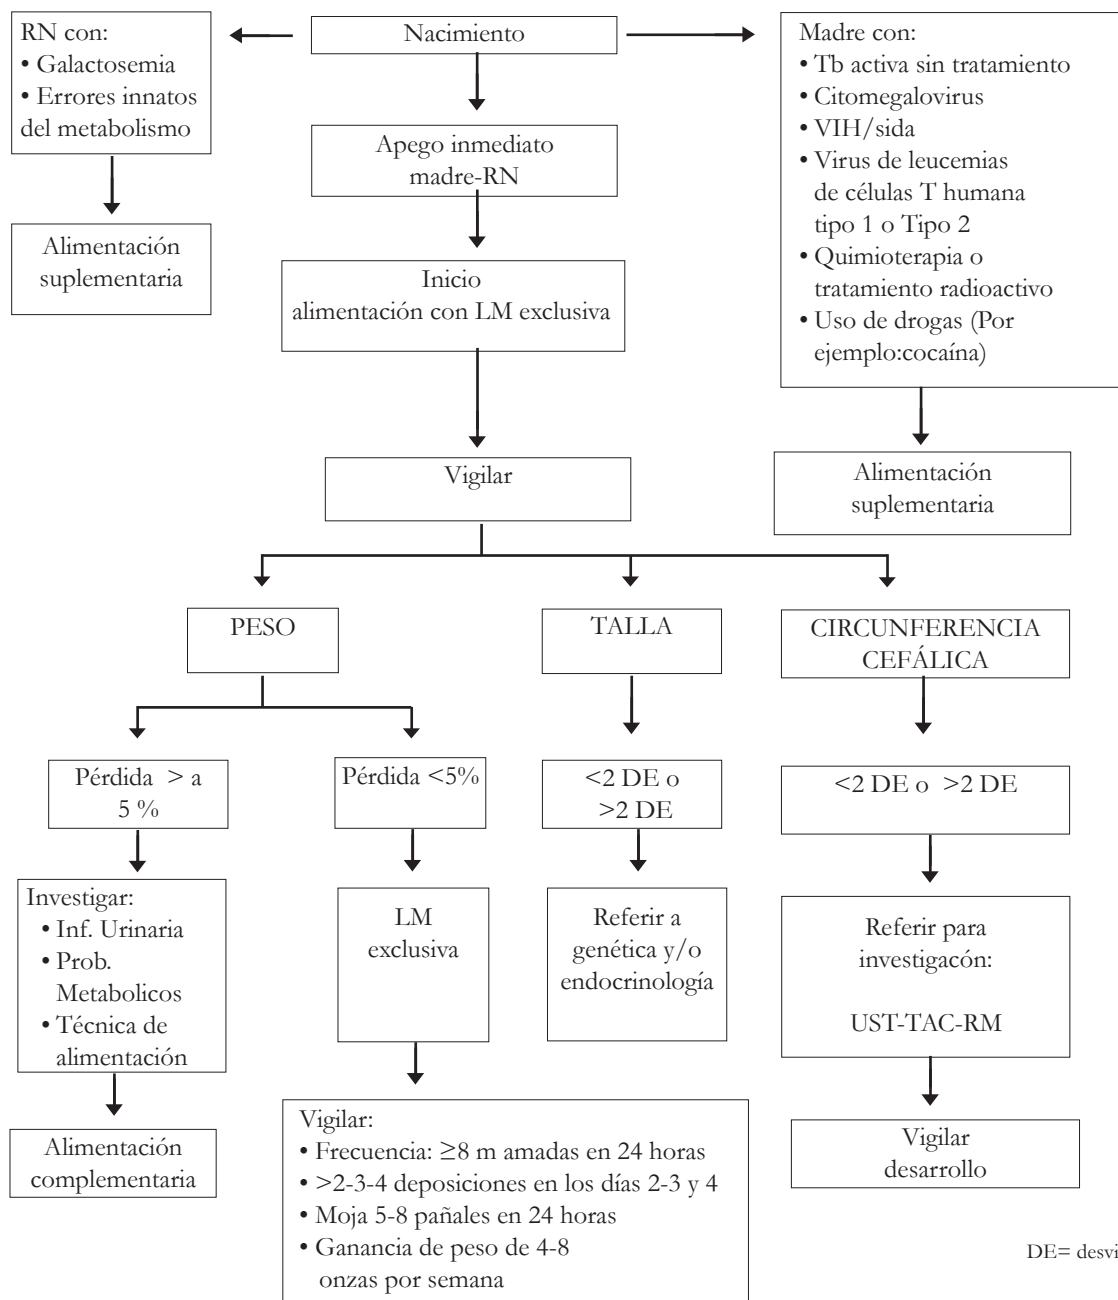 RN con:
• Galactosemia
• Errores innatos
del metabolismo
Nacimiento
Madre con:
• Tb activa sin tratamiento
• Citomegalovirus
• VIH/sida
• Virus de leucemias
de células T humana
tipo 1 o Tipo 2
• Quimioterapia o
tratamiento radioactivo
• Uso de drogas (Por
ejemplo:cocaína)
Apego inmediato
madre-RN
Alimentación
suplementaria
Inicio
alimentación con LM exclusiva
Vigilar
Alimentación
suplementaria
PESO
TALLA
CIRCUNFERENCIA
CEFÁLICA
Pérdida > a
5 %
Pérdida <5%
<2 DE o
>2 DE
<2 DE o >2 DE
Investigar:
• Inf. Urinaria
• Prob.
Metabolicos
• Técnica de
alimentación
LM
exclusiva
Referir a
genética y/o
endocrinología
Referir para
investigacón:
UST-TAC-RM
Alimentación
complementaria
Vigilar:
• Frecuencia: ≥8 m amadas en 24 horas
• >2-3-4 deposiciones en los días 2-3 y 4
• Moja 5-8 pañales en 24 horas
• Ganancia de peso de 4-8
onzas por semana
Vigilar
desarrollo
DE= desvi